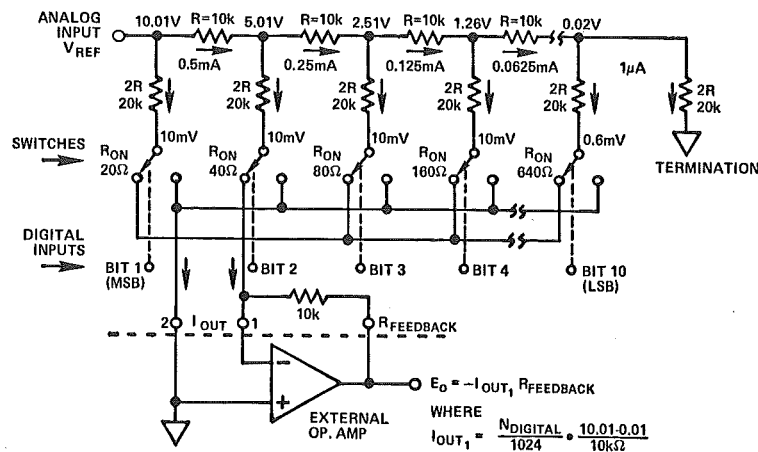 ANALOG INPUT VREF
10.01V
R=10k
5.01V
R=10k
2.51V
R=10k
1.26V
R=10k
0.02V
0.5mA
0.25mA
0.125mA
0.0625mA
1μA
2R 20k
2R 20k
2R 20k
2R 20k
2R 20k
2R 20k
SWITCHES
10mV
10mV
10mV
10mV
0.6mV
TERMINATION
RON 20Ω
RON 40Ω
RON 80Ω
RON 160Ω
RON 640Ω
DIGITAL INPUTS
BIT 1 (MSB)
BIT 2
BIT 3
BIT 4
BIT 10 (LSB)
10k
2
IOUT
1
RFEEDBACK
−
+
EXTERNAL OP. AMP
EO = −IOUT1 RFEEDBACK
WHERE
IOUT1 = NDIGITAL/1024 • 10.01-0.01/10kΩ